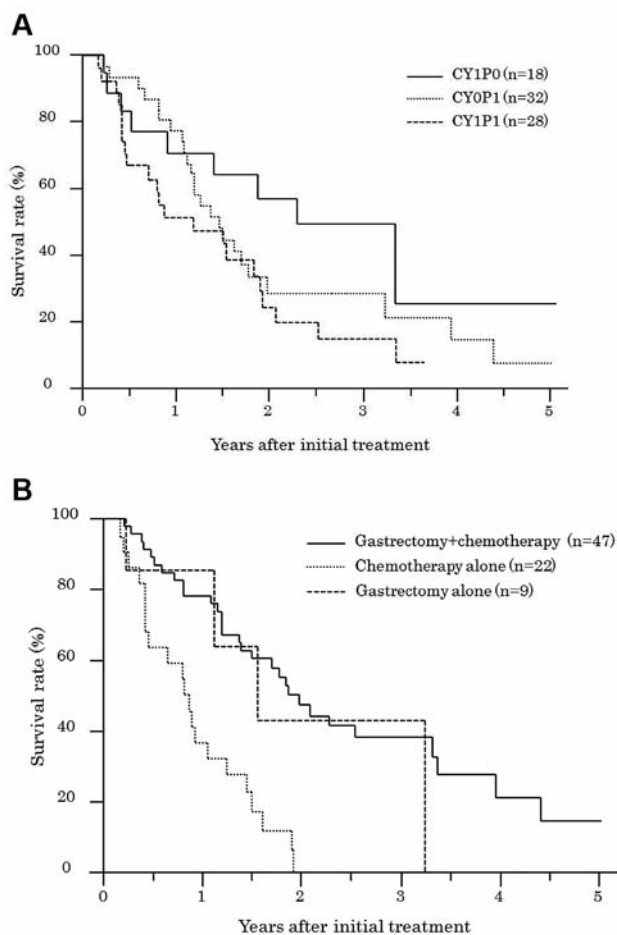 A
100
80
60
40
20
0
Survival rate (%)
CY1P0 (n=18)
CY0P1 (n=32)
CY1P1 (n=28)
0 1 2 3 4 5
Years after initial treatment
B
100
80
60
40
20
0
Survival rate (%)
Gastrectomy+chemotherapy (n=47)
Chemotherapy alone (n=22)
Gastrectomy alone (n=9)
0 1 2 3 4 5
Years after initial treatment